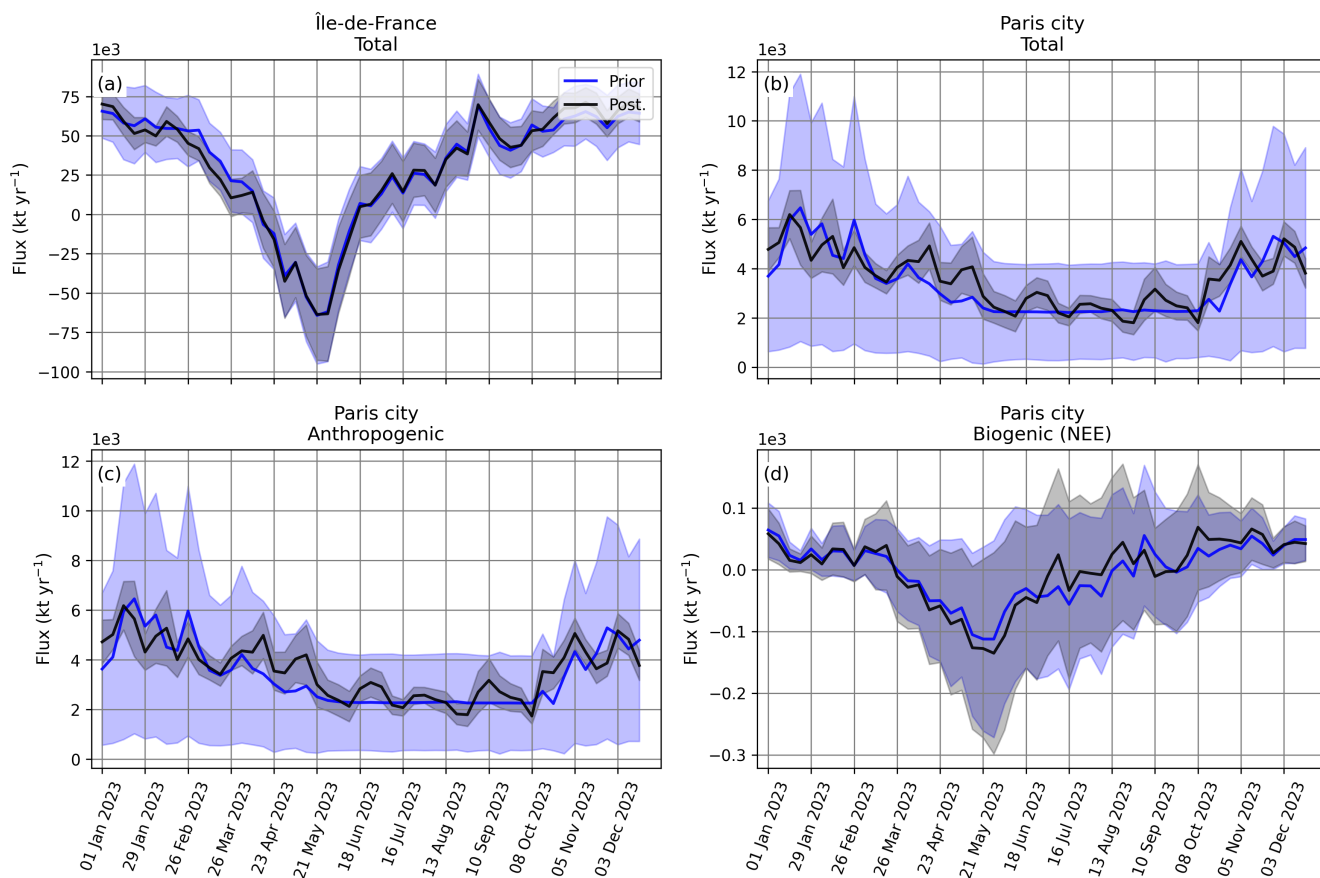 Île-de-France
Total
1e3
(a)
Prior
Post.
75
50
25
0
−25
−50
−75
−100
Flux (kt yr⁻¹)
Paris city
Total
1e3
(b)
12
10
8
6
4
2
0
Flux (kt yr⁻¹)
Paris city
Anthropogenic
1e3
(c)
12
10
8
6
4
2
0
Flux (kt yr⁻¹)
01 Jan 2023
29 Jan 2023
26 Feb 2023
26 Mar 2023
23 Apr 2023
21 May 2023
18 Jun 2023
16 Jul 2023
13 Aug 2023
10 Sep 2023
08 Oct 2023
05 Nov 2023
03 Dec 2023
Paris city
Biogenic (NEE)
1e3
(d)
0.1
0.0
−0.1
−0.2
−0.3
Flux (kt yr⁻¹)
01 Jan 2023
29 Jan 2023
26 Feb 2023
26 Mar 2023
23 Apr 2023
21 May 2023
18 Jun 2023
16 Jul 2023
13 Aug 2023
10 Sep 2023
08 Oct 2023
05 Nov 2023
03 Dec 2023